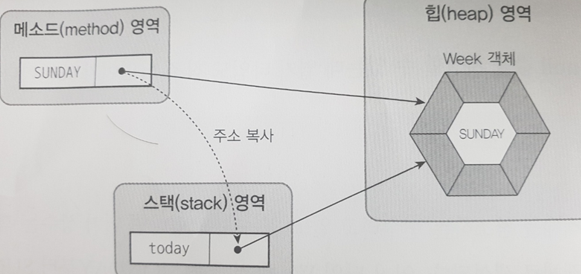 메소드(method) 영역
SUNDAY
힙(heap) 영역
Week 객체
SUNDAY
주소 복사
스택(stack) 영역
today